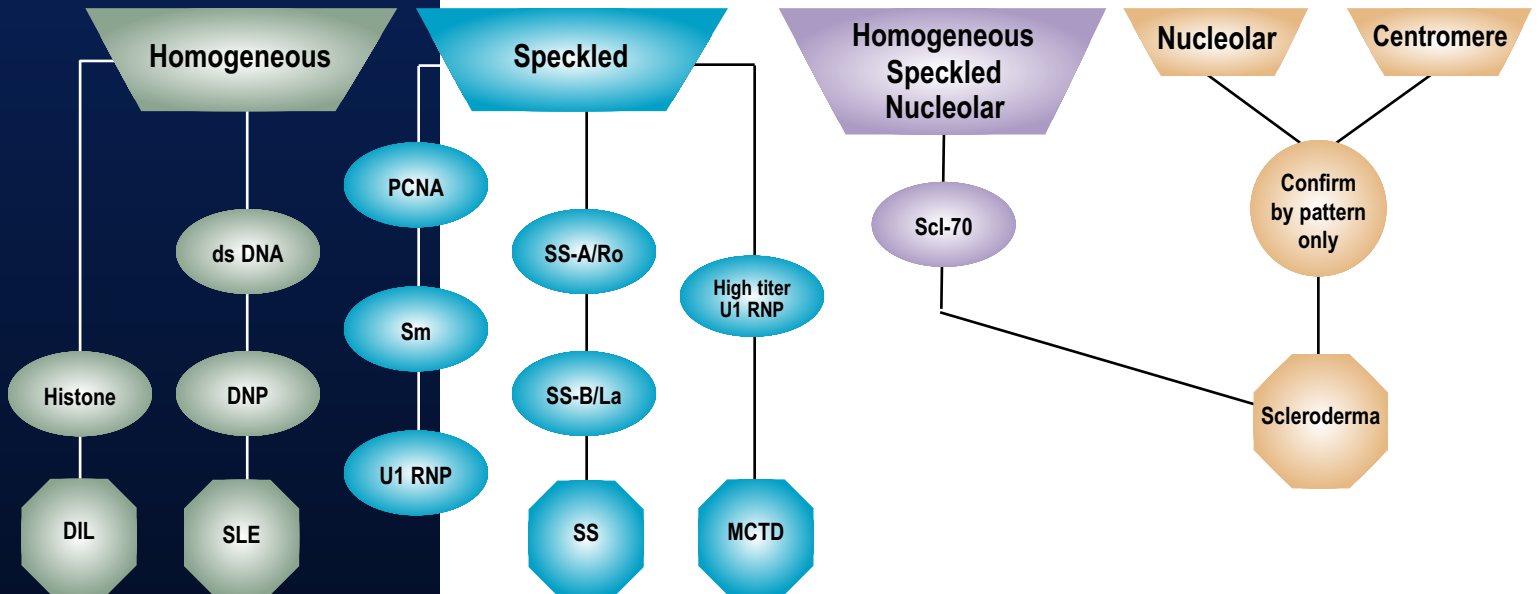 Homogeneous
Speckled
Homogeneous
Speckled
Nucleolar
Nucleolar
Centromere
PCNA
Confirm
by pattern
only
Scl-70
ds DNA
SS-A/Ro
High titer
U1 RNP
Sm
Histone
DNP
SS-B/La
Scleroderma
U1 RNP
DIL
SLE
SS
MCTD